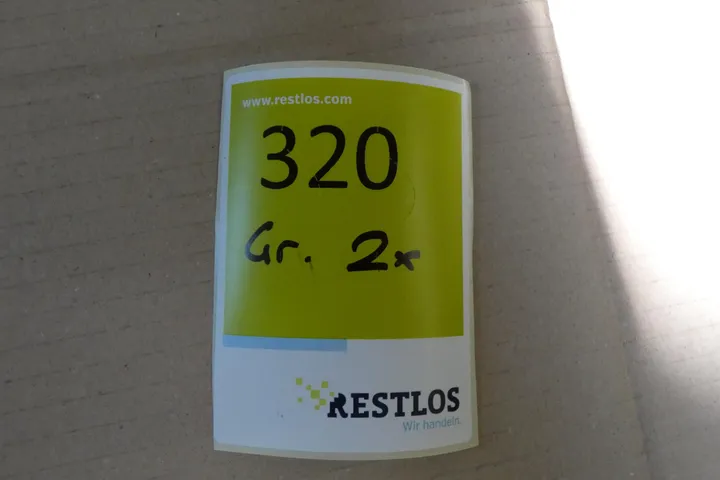 www.restlos.com
320
Gr. 2x
RESTLOS
Wir handeln.